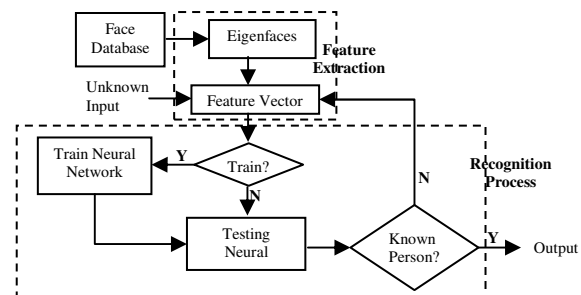 Face
Database
Eigenfaces
Feature
Extraction
Unknown
Input
Feature Vector
Train Neural
Network
Y
Train?
N
Recognition
Process
N
Testing
Neural
Known
Person?
Y
Output